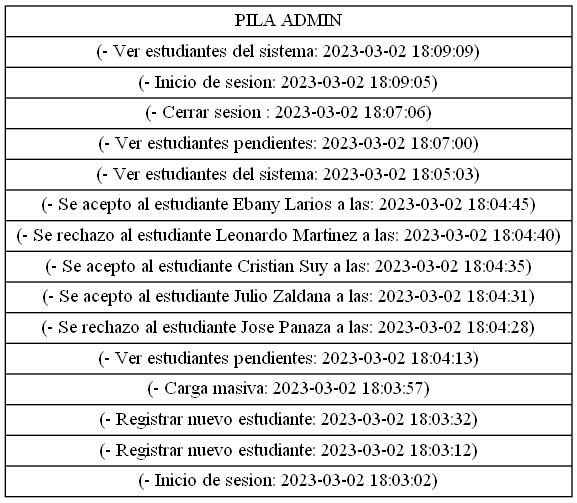 PILA ADMIN
(- Ver estudiantes del sistema: 2023-03-02 18:09:09)
(- Inicio de sesion: 2023-03-02 18:09:05)
(- Cerrar sesion : 2023-03-02 18:07:06)
(- Ver estudiantes pendientes: 2023-03-02 18:07:00)
(- Ver estudiantes del sistema: 2023-03-02 18:05:03)
(- Se acepto al estudiante Ebany Larios a las: 2023-03-02 18:04:45)
(- Se rechazo al estudiante Leonardo Martinez a las: 2023-03-02 18:04:40)
(- Se acepto al estudiante Cristian Suy a las: 2023-03-02 18:04:35)
(- Se acepto al estudiante Julio Zaldana a las: 2023-03-02 18:04:31)
(- Se rechazo al estudiante Jose Panaza a las: 2023-03-02 18:04:28)
(- Ver estudiantes pendientes: 2023-03-02 18:04:13)
(- Carga masiva: 2023-03-02 18:03:57)
(- Registrar nuevo estudiante: 2023-03-02 18:03:32)
(- Registrar nuevo estudiante: 2023-03-02 18:03:12)
(- Inicio de sesion: 2023-03-02 18:03:02)